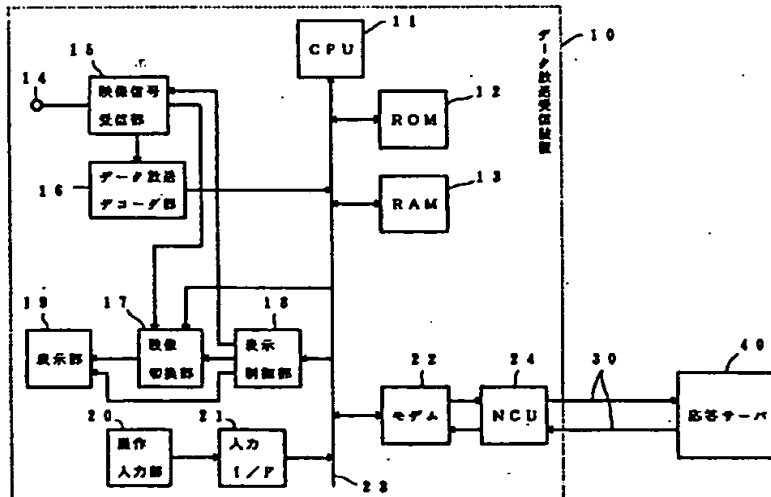 11
CPU
10
データ放送受信装置
15
14
映像信号
受信部
12
ROM
16
データ放送
デコーダ部
13
RAM
19
表示部
17
映像
切換部
18
表示
制御部
22
モデム
24
NCU
30
40
応答サーバ
20
操作
入力部
21
入力
I/F
23